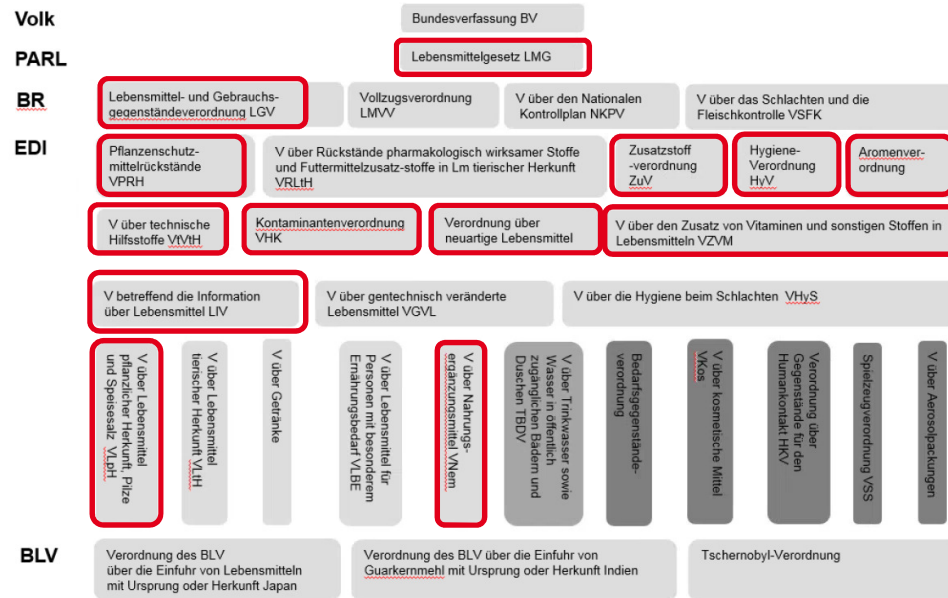 Volk
Bundesverfassung BV
PARL
Lebensmittelgesetz LMG
BR
Lebensmittel- und Gebrauchs-
gegenständeverordnung LGV
Vollzugsverordnung
LMVV
V über den Nationalen
Kontrollplan NKPV
V über das Schlachten und die
Fleischkontrolle VSFK
EDI
Pflanzenschutz-
mittelrückstände
VPRH
V über Rückstände pharmakologisch wirksamer Stoffe
und Futtermittelzusatz-stoffe in Lm tierischer Herkunft
VRLtH
Zusatzstoff
-verordnung
ZuV
Hygiene-
Verordnung
HyV
Aromenver-
ordnung
V über technische
Hilfsstoffe VtVtH
Kontaminantenverordnung
VHK
Verordnung über
neuartige Lebensmittel
V über den Zusatz von Vitaminen und sonstigen Stoffen in
Lebensmitteln VZVM
V betreffend die Information
über Lebensmittel LIV
V über gentechnisch veränderte
Lebensmittel VGVL
V über die Hygiene beim Schlachten VHyS
V über Lebensmittel
pflanzlicher Herkunft, Pilze
und Speisesalz VLpH
V über Lebensmittel
tierischer Herkunft VLtH
V über Getränke
V über Lebensmittel für
Personen mit besonderem
Ernährungsbedarf VLBE
V über Nahrungs-
ergänzungsmittel VNem
V über Trinkwasser sowie
Wasser in öffentlich
zugänglichen Bädern und
Duschen TBDV
Bedarfsgegenstände-
verordnung
V über kosmetische Mittel
VKos
Verordnung über
Gegenstände für den
Humankontakt HKV
Spielzeugverordnung VSS
V über Aerosolpackungen
BLV
Verordnung des BLV
über die Einfuhr von Lebensmitteln
mit Ursprung oder Herkunft Japan
Verordnung des BLV über die Einfuhr von
Guarkernmehl mit Ursprung oder Herkunft Indien
Tschernobyl-Verordnung